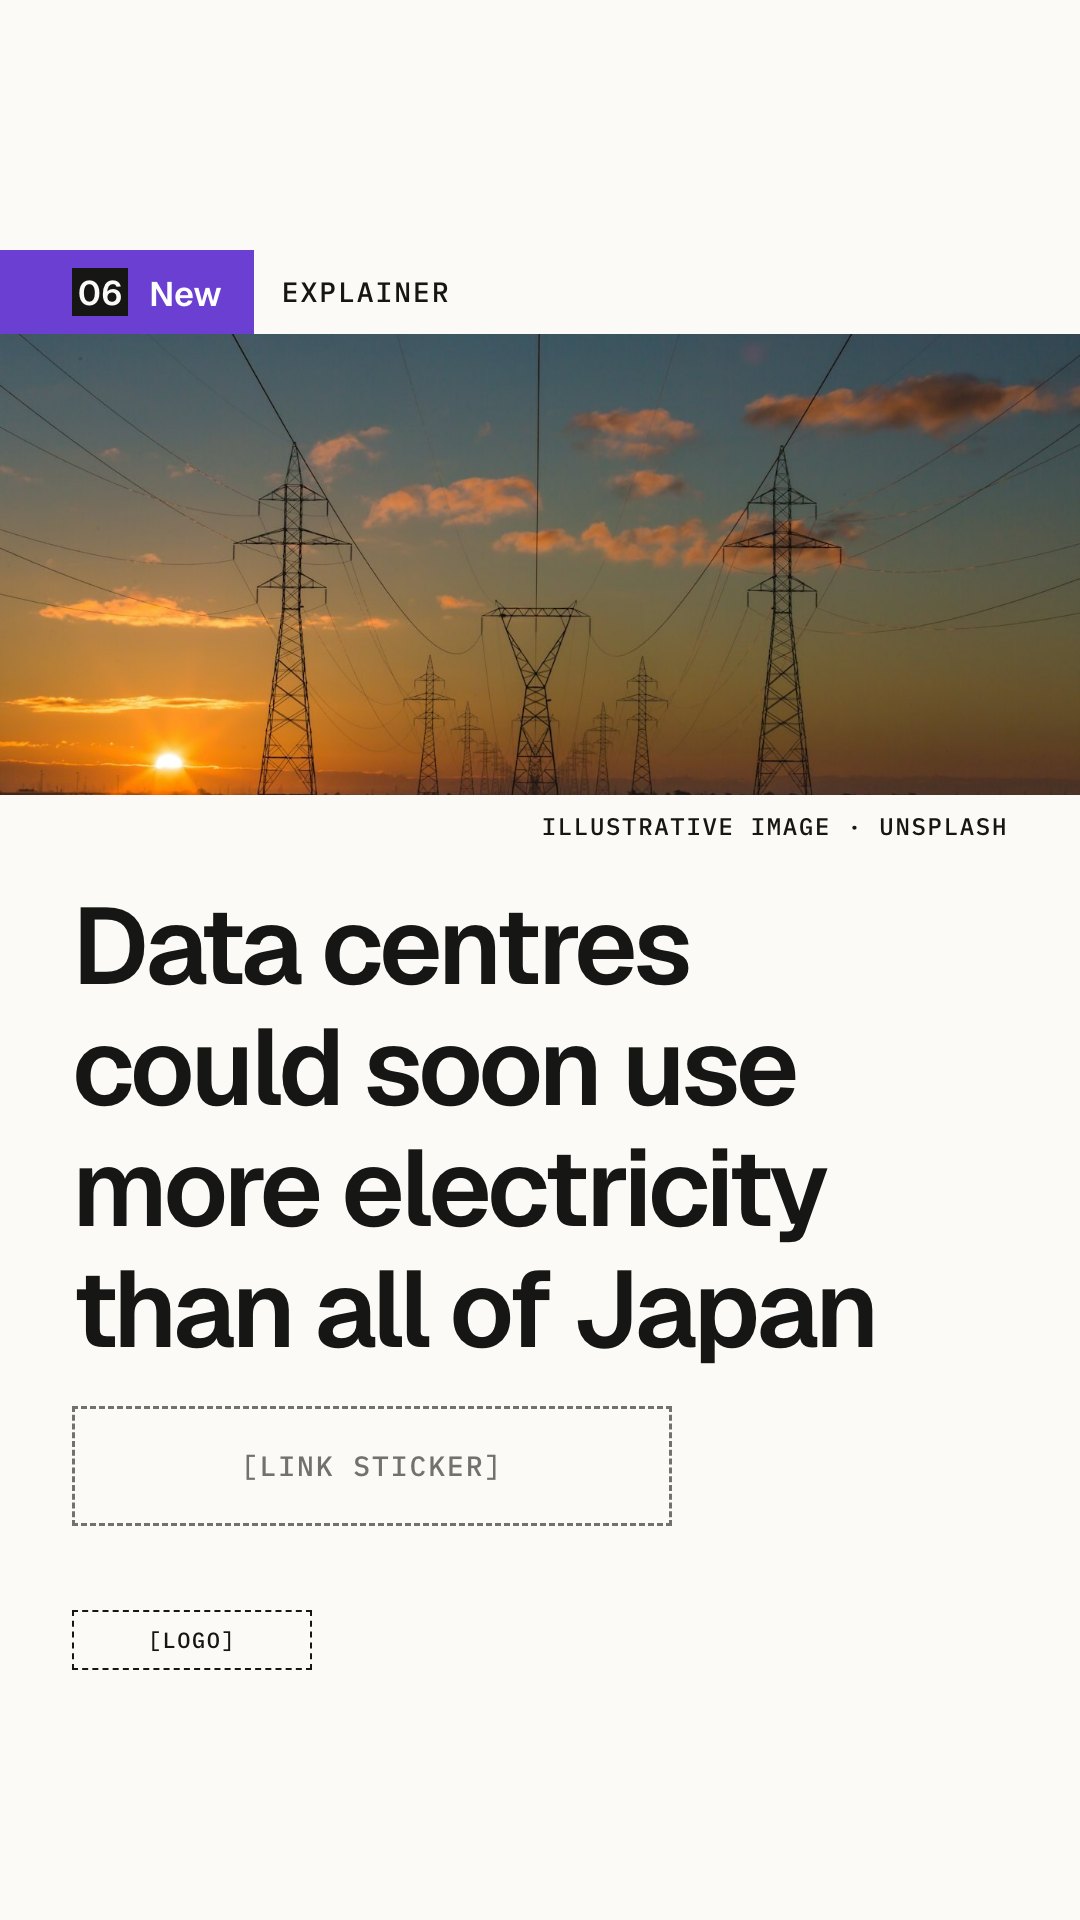 06 New EXPLAINER
ILLUSTRATIVE IMAGE · UNSPLASH
Data centres
could soon use
more electricity
than all of Japan
[LINK STICKER]
[LOGO]